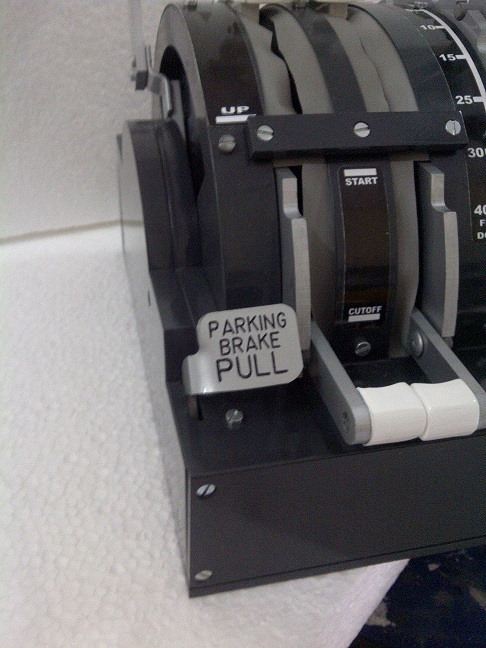 UP
10
15
25
30
40
START
CUTOFF
PARKING
BRAKE
PULL